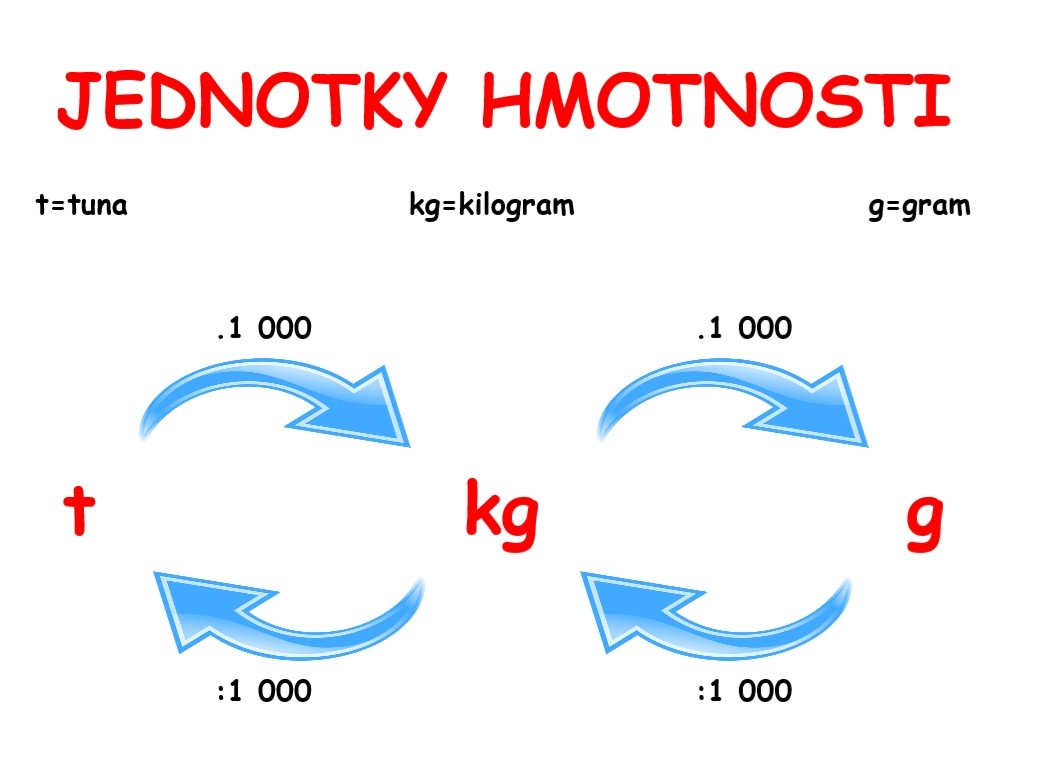 JEDNOTKY HMOTNOSTI
t=tuna kg=kilogram g=gram
.1 000 .1 000
t kg g
:1 000 :1 000